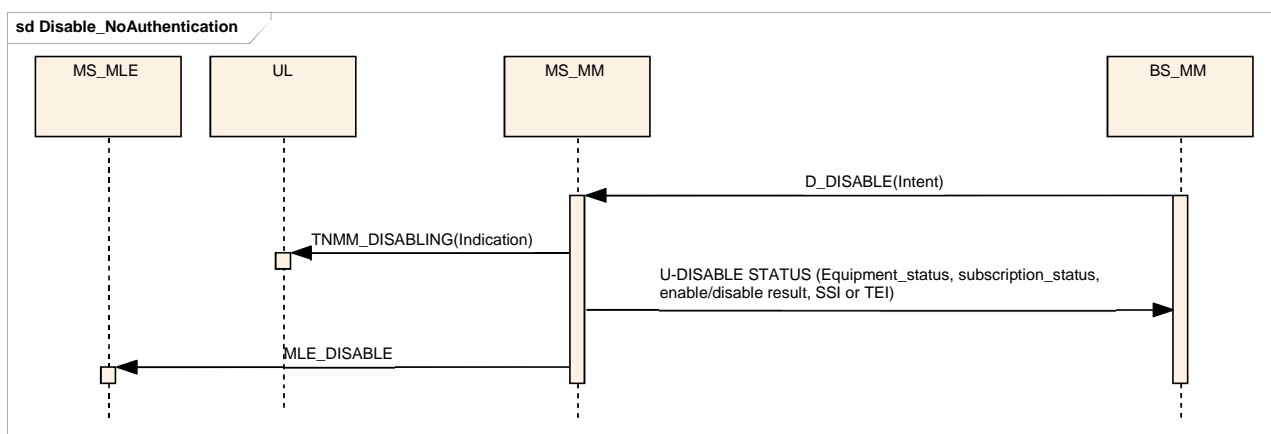 sd Disable_NoAuthentication
MS_MLE
UL
MS_MM
BS_MM
D_DISABLE(Intent)
TNMM_DISABLING(Indication)
U-DISABLE STATUS (Equipment_status, subscription_status,
enable/disable result, SSI or TEI)
MLE_DISABLE